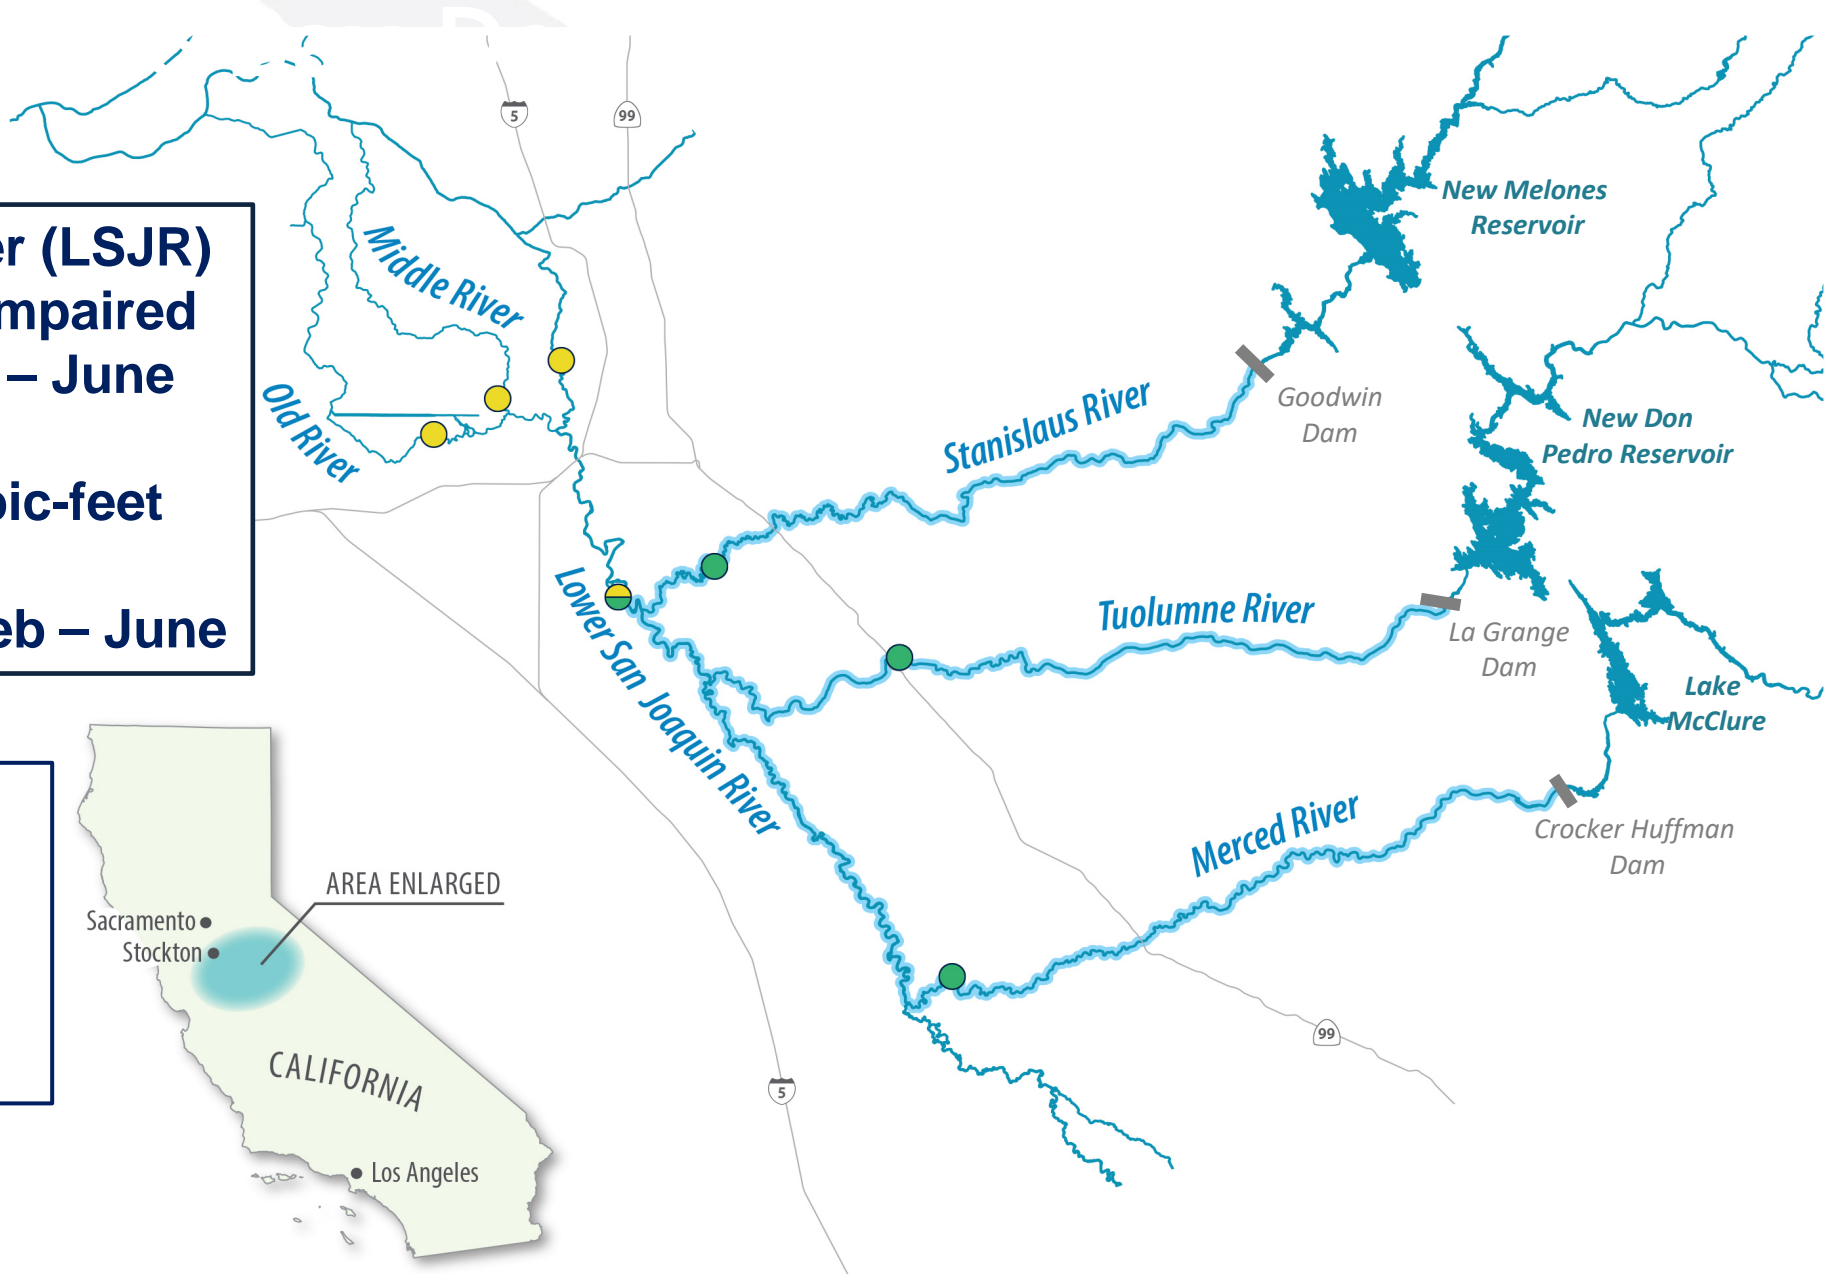 5
99
New Melones
Reservoir
er (LSJR)
mpaired
– June
bic-feet
eb – June
Middle River
Old River
Goodwin
Dam
Stanislaus River
New Don
Pedro Reservoir
Tuolumne River
La Grange
Dam
Lower San Joaquin River
Lake
McClure
Merced River
Crocker Huffman
Dam
AREA ENLARGED
Sacramento
Stockton
CALIFORNIA
Los Angeles
99
5